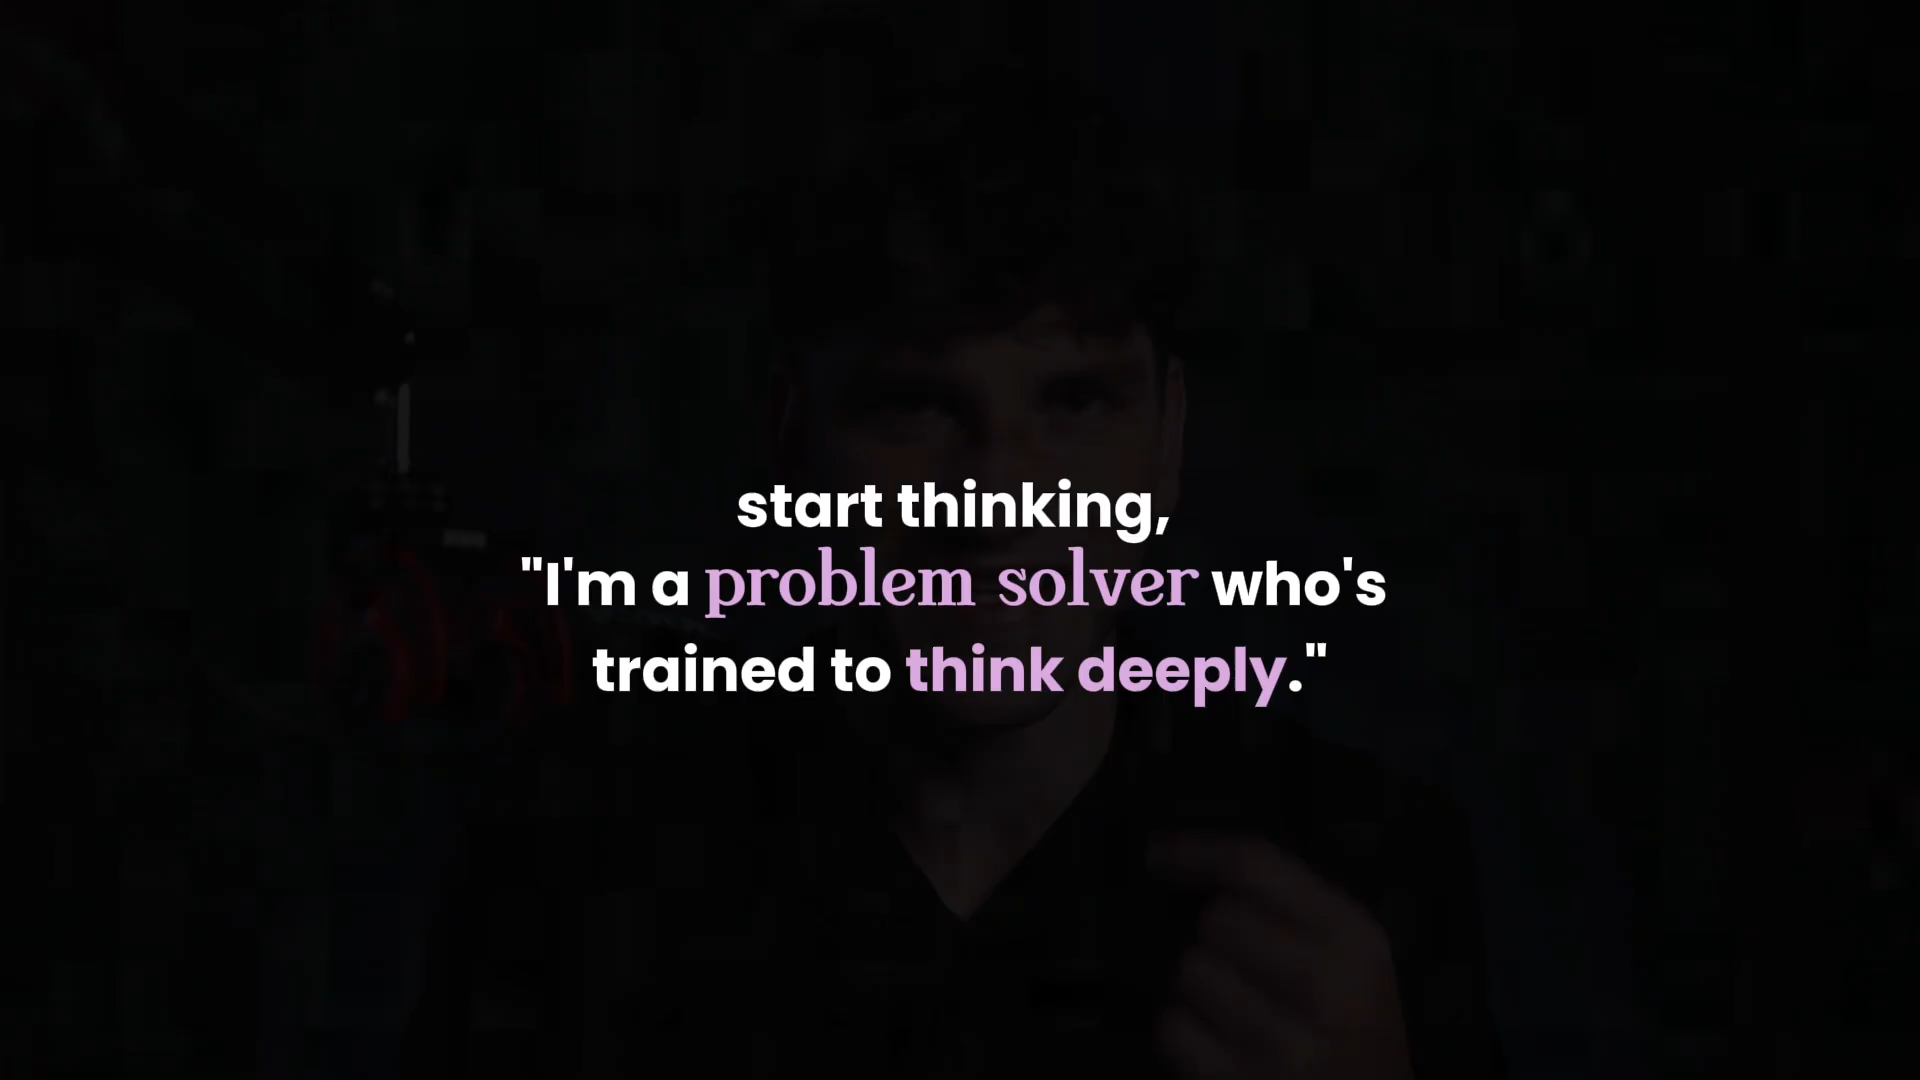 start thinking,
"I'm a problem solver who's
trained to think deeply."